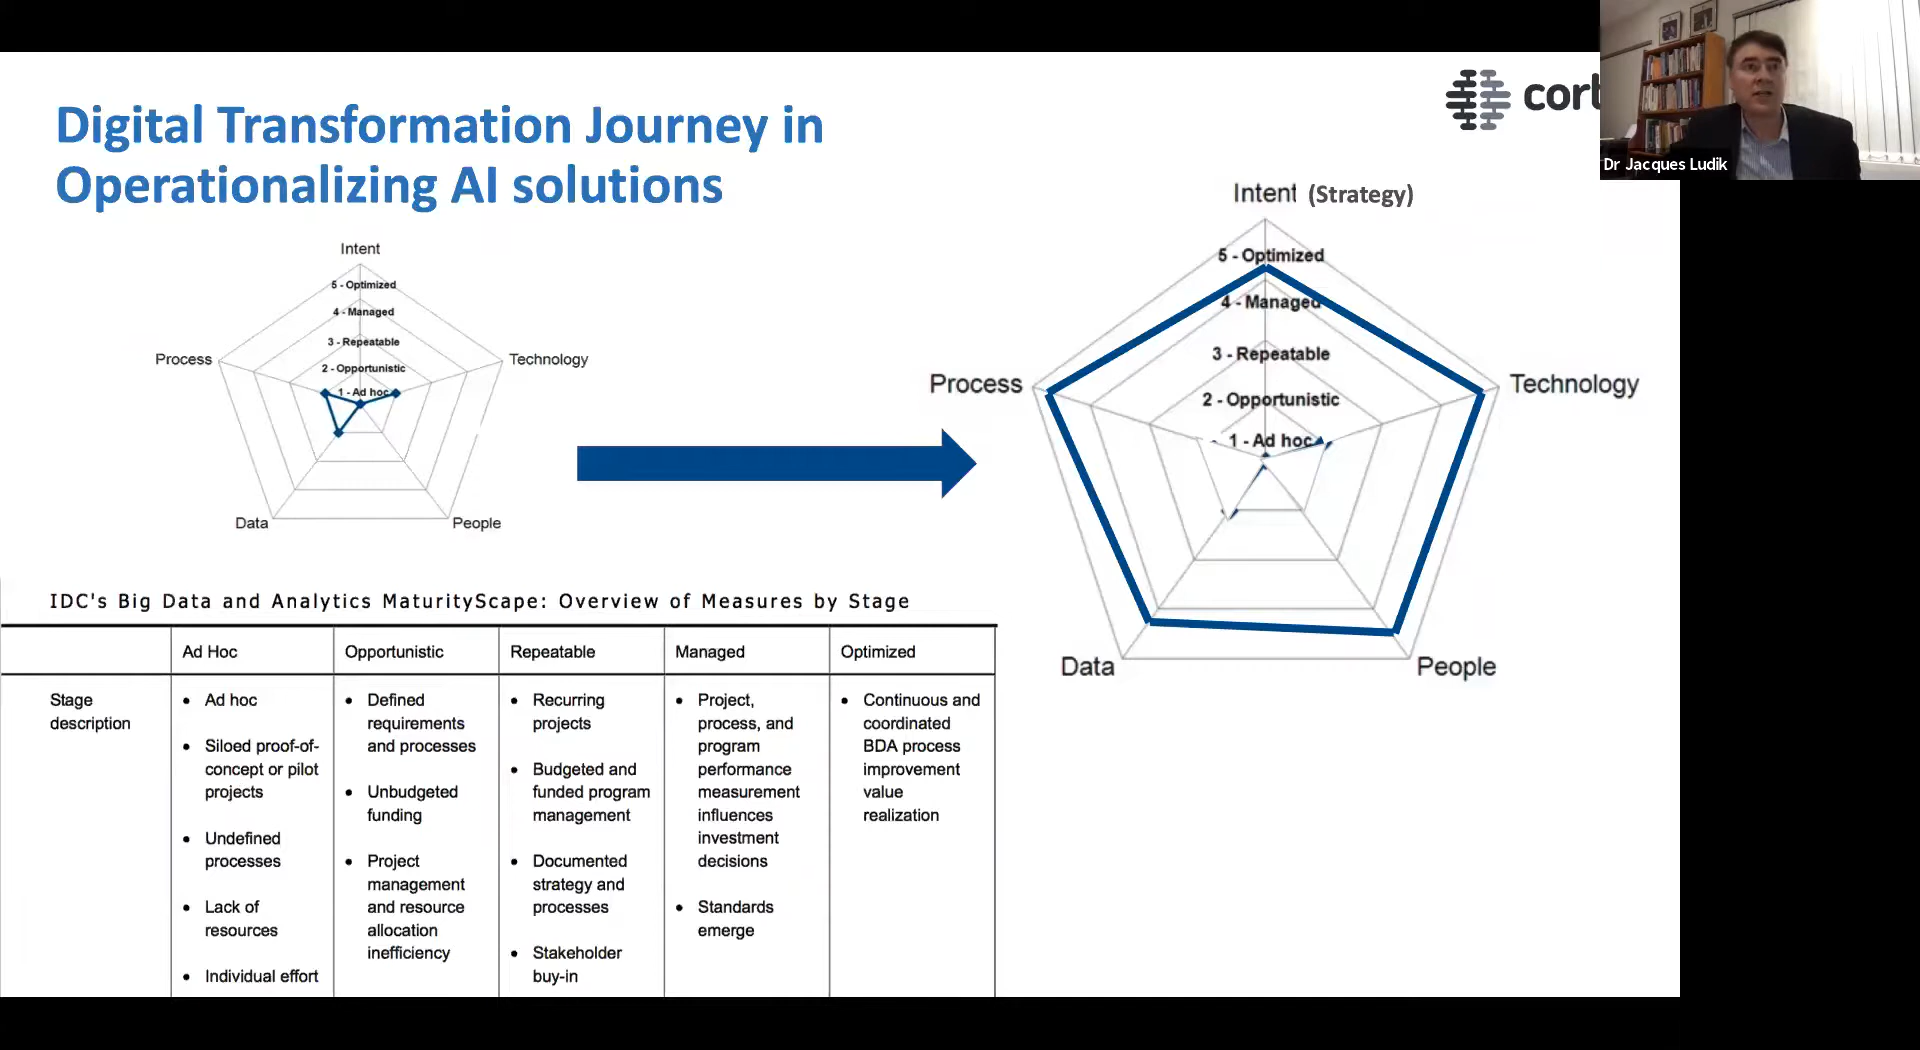 Digital Transformation Journey in
Operationalizing AI solutions
cort
Dr Jacques Ludik
Intent
5 - Optimized
4 - Managed
3 - Repeatable
2 - Opportunistic
1 - Ad hoc
Process
Technology
Data
People
Intent (Strategy)
5 - Optimized
4 - Managed
3 - Repeatable
2 - Opportunistic
1 - Ad hoc
Process
Technology
Data
People
IDC's Big Data and Analytics MaturityScape: Overview of Measures by Stage
Ad Hoc
Opportunistic
Repeatable
Managed
Optimized
Stage
description
• Ad hoc
• Siloed proof-of-
concept or pilot
projects
• Undefined
processes
• Lack of
resources
• Individual effort
• Defined
requirements
and processes
• Unbudgeted
funding
• Project
management
and resource
allocation
inefficiency
• Recurring
projects
• Budgeted and
funded program
management
• Documented
strategy and
processes
• Stakeholder
buy-in
• Project,
process, and
program
performance
measurement
influences
investment
decisions
• Standards
emerge
• Continuous and
coordinated
BDA process
improvement
value
realization